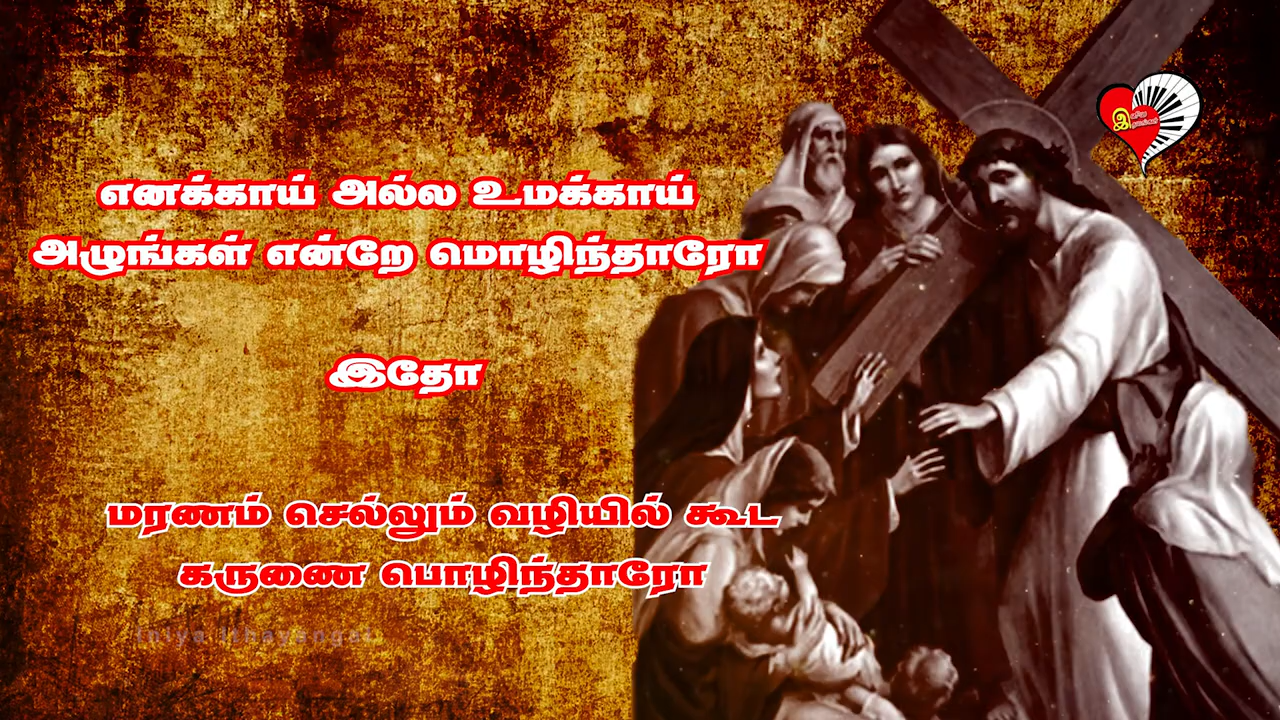 எனக்காய் அல்ல உமக்காய்
அழுங்கள் என்றே மொழிந்தாரோ
இதோ
மரணம் செல்லும் வழியில் கூட
கருணை பொழிந்தாரோ